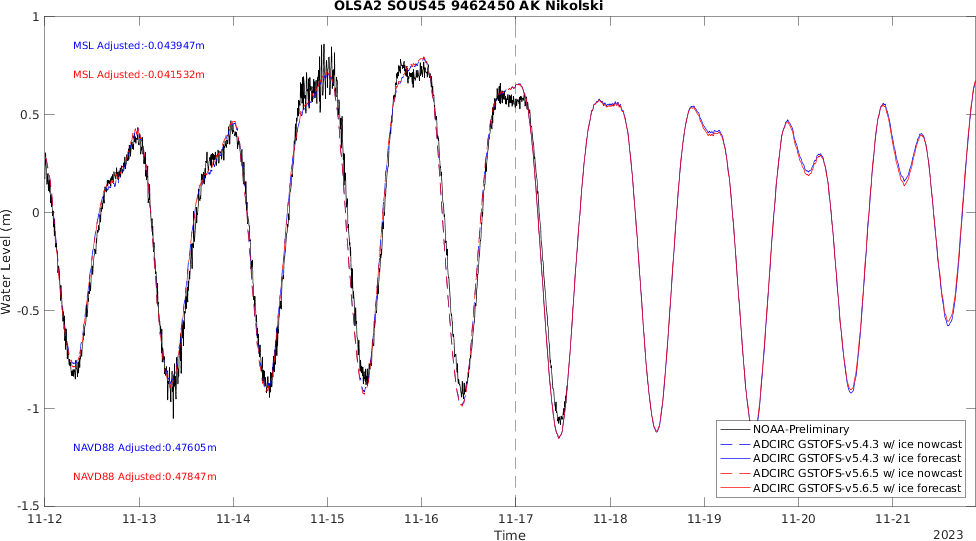 OLSA2 SOUS45 9462450 AK Nikolski
MSL Adjusted:-0.043947m
MSL Adjusted:-0.041532m
NAVD88 Adjusted:0.47605m
NAVD88 Adjusted:0.47847m
Water Level (m)
1
0.5
0
-0.5
-1
-1.5
NOAA-Preliminary
ADCIRC GSTOFS-v5.4.3 w/ ice nowcast
ADCIRC GSTOFS-v5.4.3 w/ ice forecast
ADCIRC GSTOFS-v5.6.5 w/ ice nowcast
ADCIRC GSTOFS-v5.6.5 w/ ice forecast
11-12 11-13 11-14 11-15 11-16 11-17 11-18 11-19 11-20 11-21
Time
2023